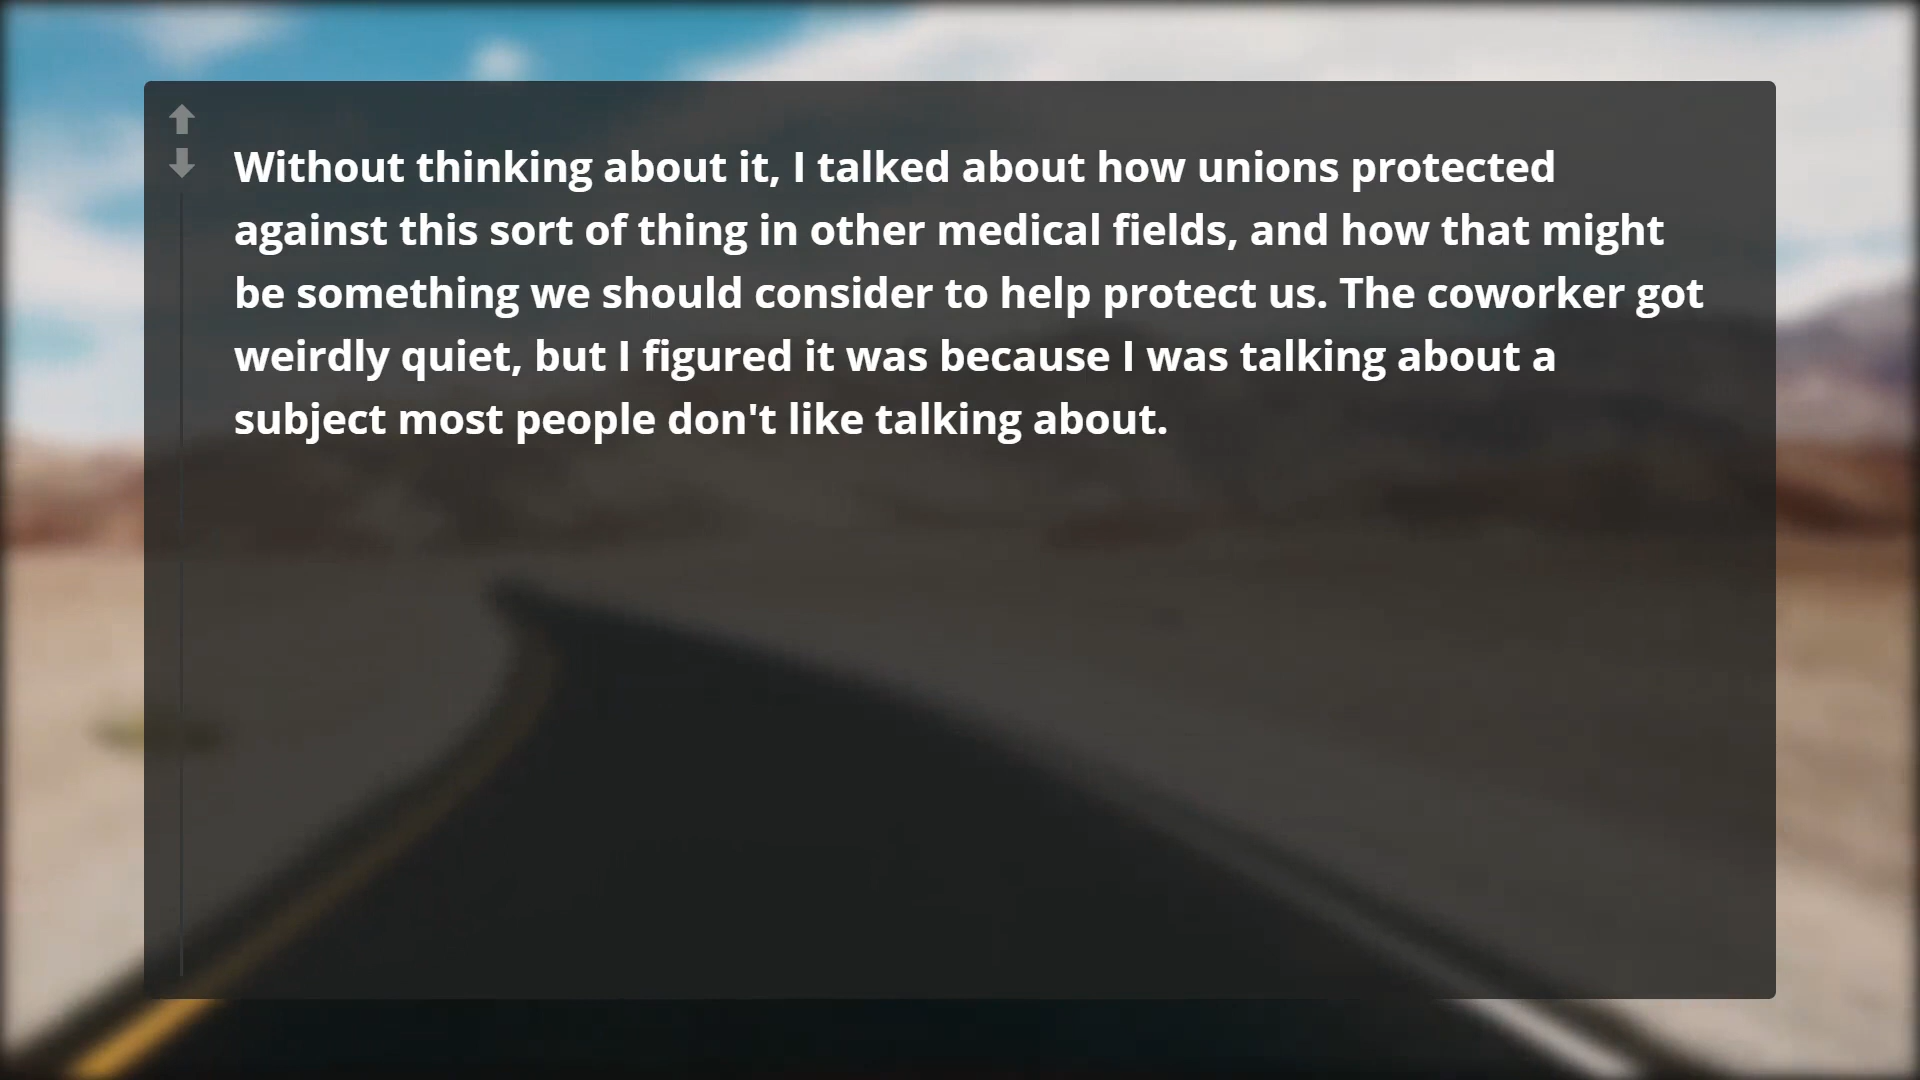 Without thinking about it, I talked about how unions protected
against this sort of thing in other medical fields, and how that might
be something we should consider to help protect us. The coworker got
weirdly quiet, but I figured it was because I was talking about a
subject most people don't like talking about.